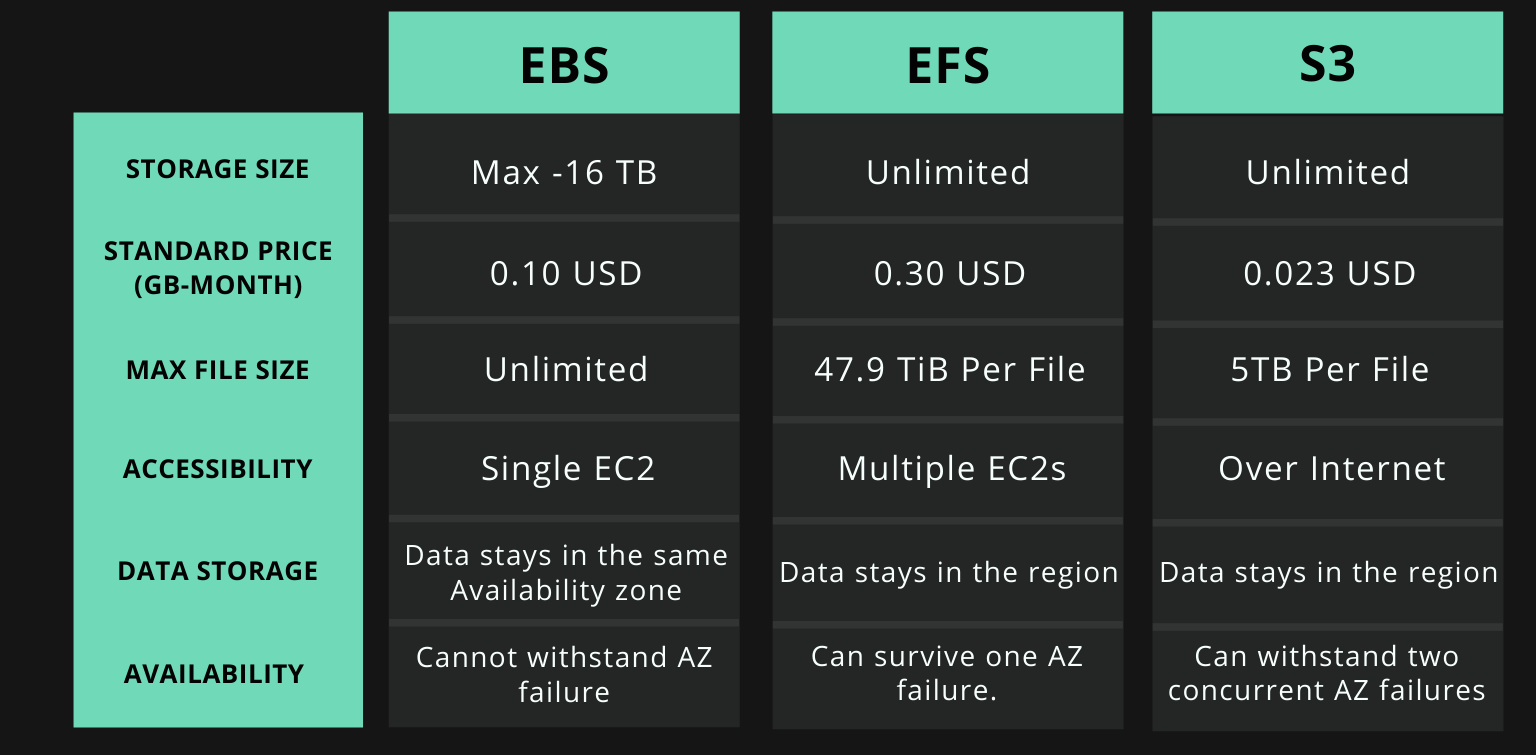 EBS EFS S3
STORAGE SIZE Max -16 TB Unlimited Unlimited
STANDARD PRICE
(GB-MONTH) 0.10 USD 0.30 USD 0.023 USD
MAX FILE SIZE Unlimited 47.9 TiB Per File 5TB Per File
ACCESSIBILITY Single EC2 Multiple EC2s Over Internet
DATA STORAGE Data stays in the same
Availability zone Data stays in the region Data stays in the region
AVAILABILITY Cannot withstand AZ
failure Can survive one AZ
failure. Can withstand two
concurrent AZ failures